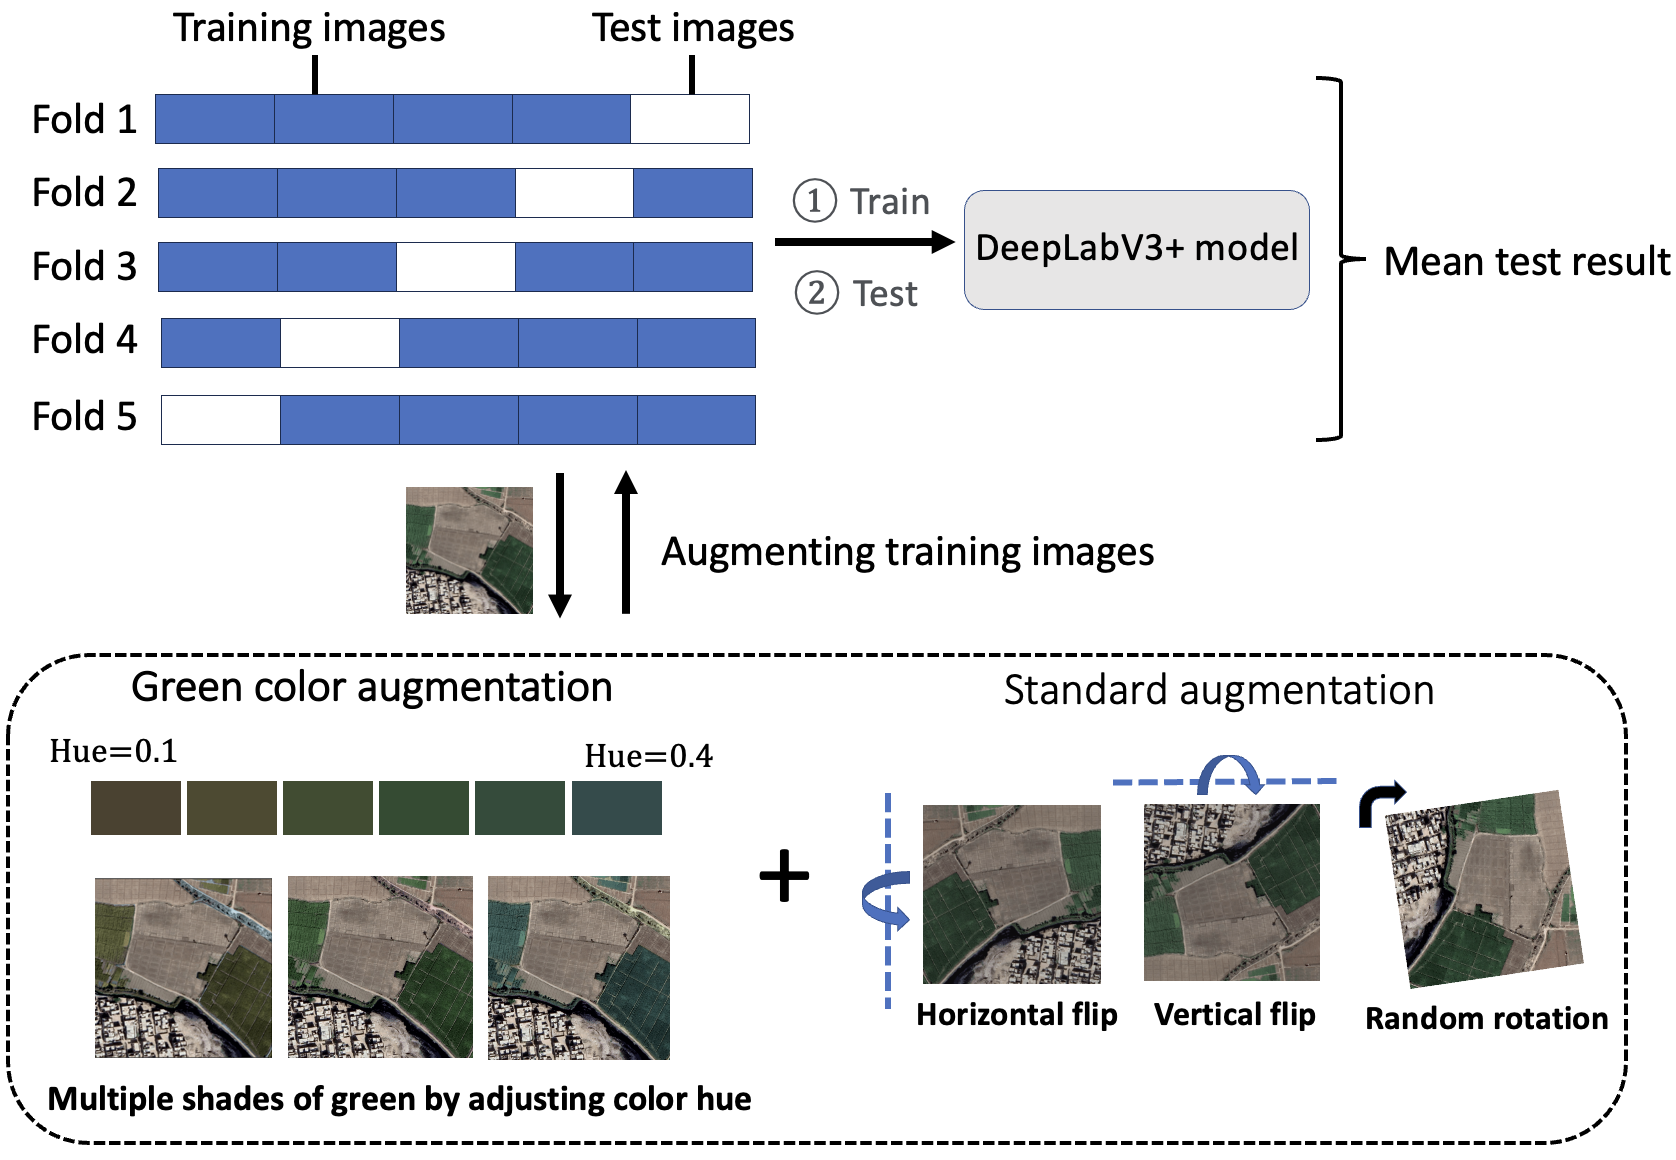 Training images
Test images
Fold 1
Fold 2
Fold 3
Fold 4
Fold 5
① Train
② Test
DeepLabV3+ model
Mean test result
Augmenting training images
Green color augmentation
Hue=0.1
Hue=0.4
Multiple shades of green by adjusting color hue
+
Standard augmentation
Horizontal flip
Vertical flip
Random rotation